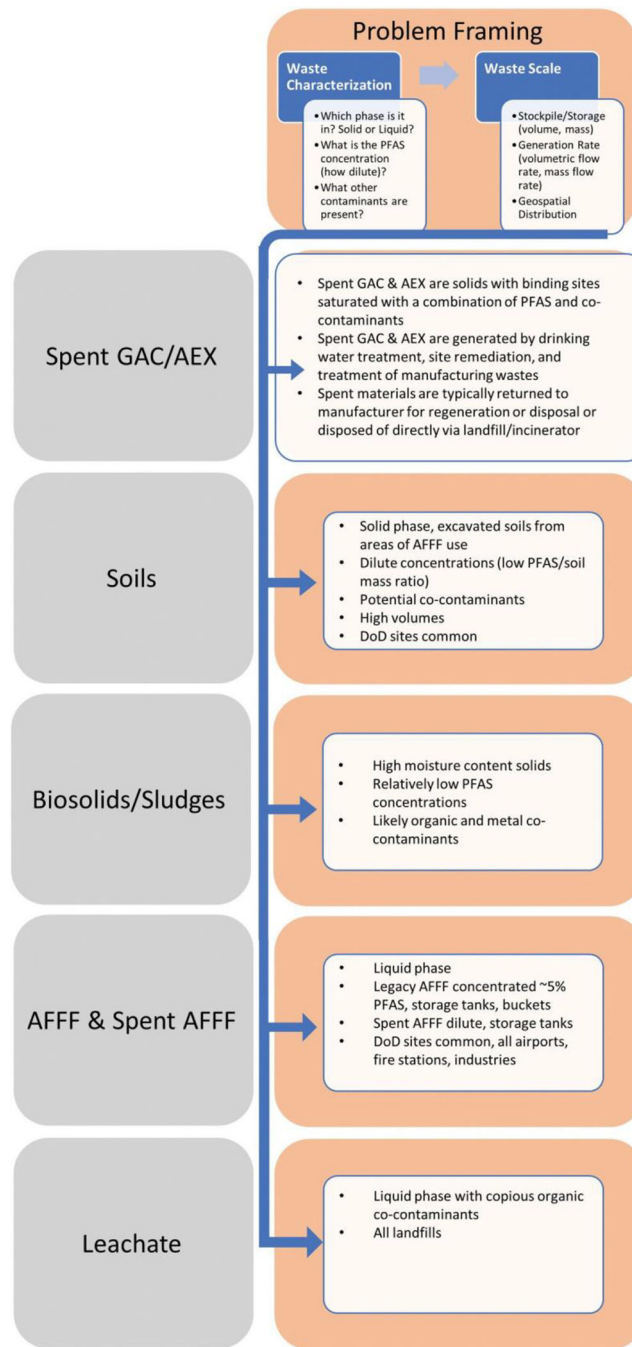 Problem Framing
Waste
Characterization
• Which phase is it
in? Solid or Liquid?
• What is the PFAS
concentration
(how dilute)?
• What other
contaminants are
present?
Waste Scale
• Stockpile/Storage
(volume, mass)
• Generation Rate
(volumetric flow
rate, mass flow
rate)
• Geospatial
Distribution
Spent GAC/AEX
• Spent GAC & AEX are solids with binding sites
saturated with a combination of PFAS and co-
contaminants
• Spent GAC & AEX are generated by drinking
water treatment, site remediation, and
treatment of manufacturing wastes
• Spent materials are typically returned to
manufacturer for regeneration or disposal or
disposed of directly via landfill/incinerator
Soils
• Solid phase, excavated soils from
areas of AFFF use
• Dilute concentrations (low PFAS/soil
mass ratio)
• Potential co-contaminants
• High volumes
• DoD sites common
Biosolids/Sludges
• High moisture content solids
• Relatively low PFAS
concentrations
• Likely organic and metal co-
contaminants
AFFF & Spent AFFF
• Liquid phase
• Legacy AFFF concentrated ~5%
PFAS, storage tanks, buckets
• Spent AFFF dilute, storage tanks
• DoD sites common, all airports,
fire stations, industries
Leachate
• Liquid phase with copious organic
co-contaminants
• All landfills